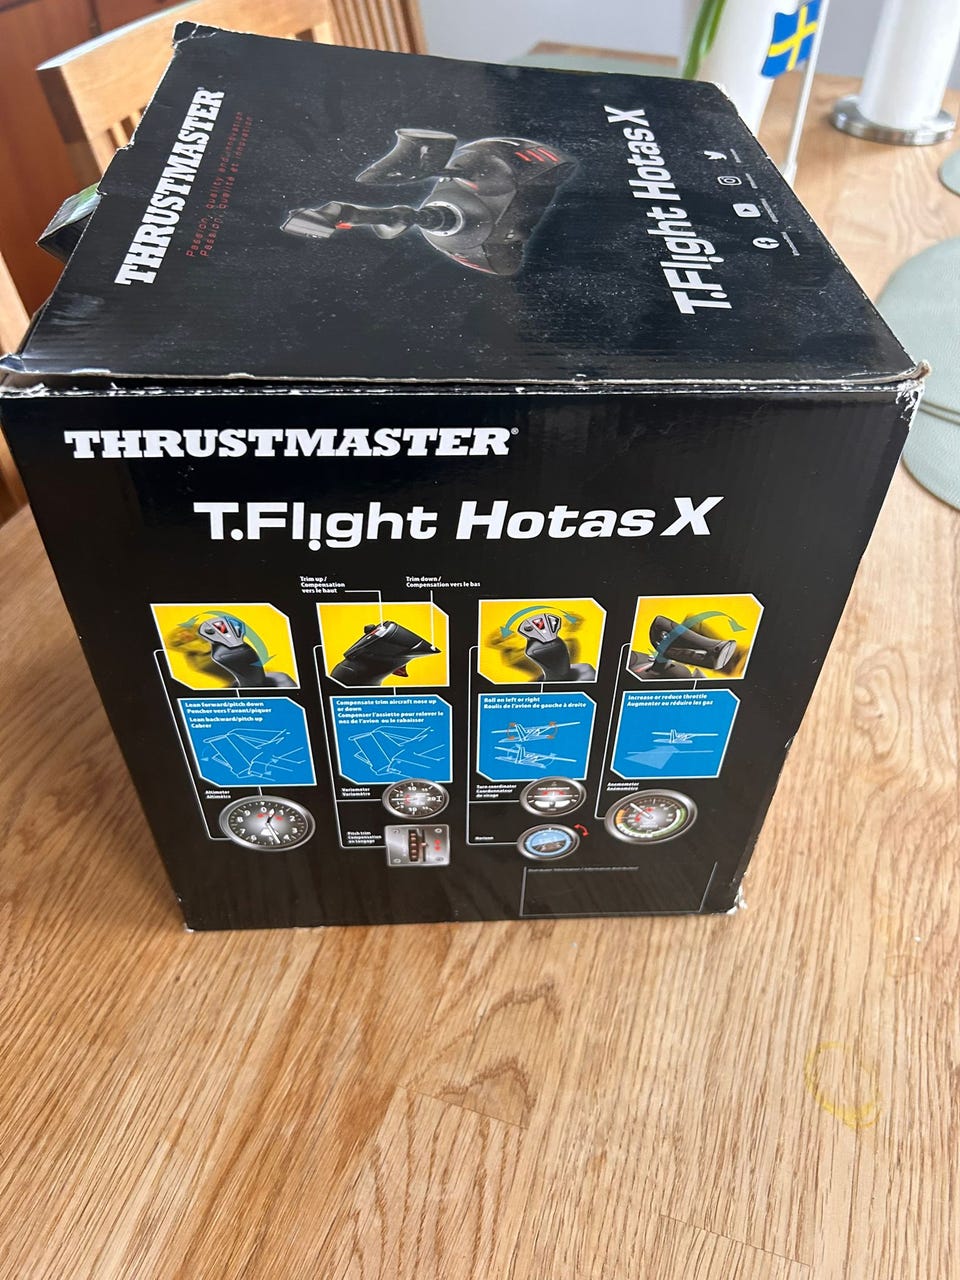 THRUSTMASTER
Passion, quality and innovation
Passion, qualité et innovation
T.Flight Hotas X
THRUSTMASTER®
T.Flight Hotas X
Trim up /
Compensation
vers le haut
Trim down /
Compensation vers le bas
Lean forward/pitch down
Pencher vers l'avant/piquer
Lean backward/pitch up
Cabrer
Compensate trim aircraft nose up
or down
Compenser l'assiette pour relever le
nez de l'avion ou le rabaisser
Roll on left or right
Roulis de l'avion de gauche à droite
Increase or reduce throttle
Augmenter ou réduire les gaz
Altimeter
Altimètre
Variometer
Variomètre
Pitch trim
Compensation
en tangage
Turn coordinator
Coordonnateur
de virage
Horizon
Anemometer
Anémomètre